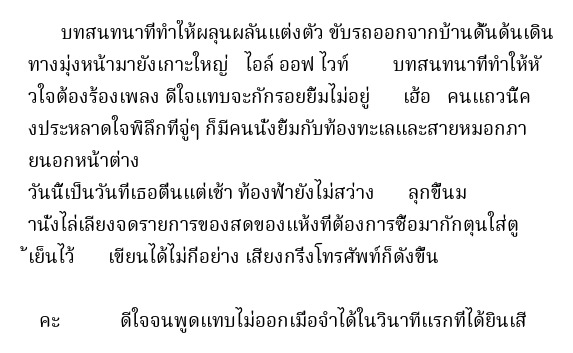 บทสนทนาที่ทำให้ผลุนผลันแต่งตัว ขับรถออกจากบ้านดั้นด้นเดิน
ทางมุ่งหน้ามายังเกาะใหญ่ ไอล์ ออฟ ไวท์ บทสนทนาที่ทำให้หั
วใจต้องร้องเพลง ดีใจแทบจะกักรอยยิ้มไม่อยู่ เฮ้อ คนแถวนี้ค
งประหลาดใจพิลึกที่จู่ๆ ก็มีคนนั่งยิ้มกับท้องทะเลและสายหมอกภา
ยนอกหน้าต่าง
วันนี้เป็นวันที่เธอตื่นแต่เช้า ท้องฟ้ายังไม่สว่าง ลุกขึ้นม
านั่งไล่เลียงจดรายการของสดของแห้งที่ต้องการซื้อมากักตุนใส่ตู
้เย็นไว้ เขียนได้ไม่กี่อย่าง เสียงกริ่งโทรศัพท์ก็ดังขึ้น
คะ ดีใจจนพูดแทบไม่ออกเมื่อจำได้ในวินาทีแรกที่ได้ยินเสี